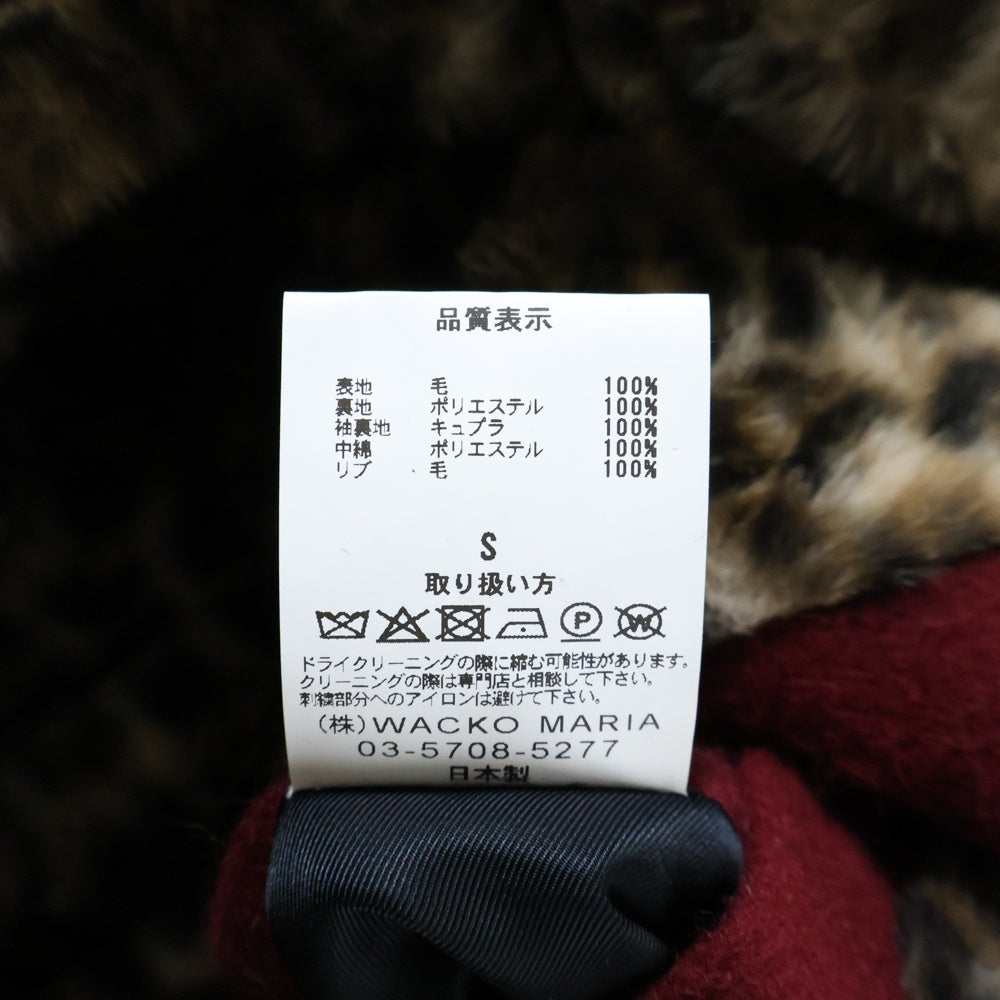 品質表示
表地 毛 100%
裏地 ポリエステル 100%
袖裏地 キュプラ 100%
中綿 ポリエステル 100%
リブ 毛 100%
S
取り扱い方
P W
ドライクリーニングの際に縮む可能性があります。
クリーニングの際は専門店と相談して下さい。
刺繍部分へのアイロンは避けて下さい。
(株)WACKO MARIA
03-5708-5277
日本製